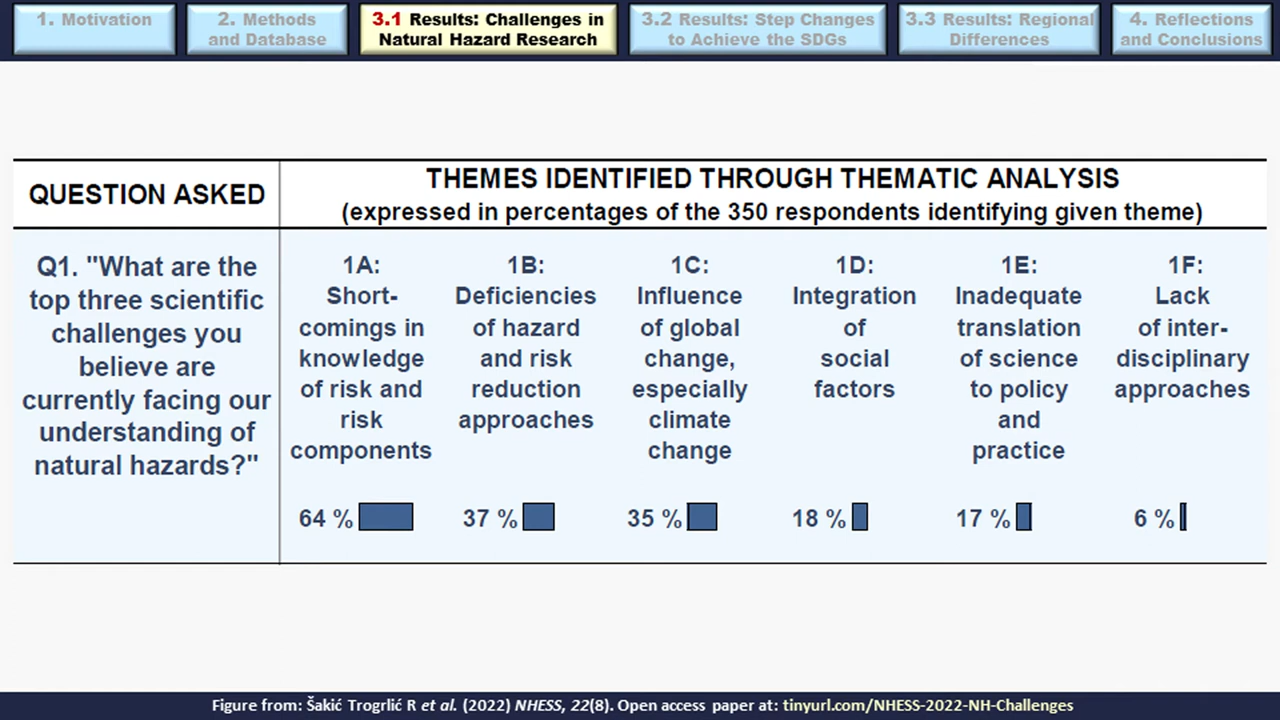 1. Motivation
2. Methods
and Database
3.1 Results: Challenges in
Natural Hazard Research
3.2 Results: Step Changes
to Achieve the SDGs
3.3 Results: Regional
Differences
4. Reflections
and Conclusions
QUESTION ASKED
THEMES IDENTIFIED THROUGH THEMATIC ANALYSIS
(expressed in percentages of the 350 respondents identifying given theme)
Q1. "What are the
top three scientific
challenges you
believe are
currently facing our
understanding of
natural hazards?"
1A:
Short-
comings in
knowledge
of risk and
risk
components
64 %
1B:
Deficiencies
of hazard
and risk
reduction
approaches
37 %
1C:
Influence
of global
change,
especially
climate
change
35 %
1D:
Integration
of
social
factors
18 %
1E:
Inadequate
translation
of science
to policy
and
practice
17 %
1F:
Lack
of inter-
disciplinary
approaches
6 %
Figure from: Šakić Trogrlić R et al. (2022) NHESS, 22(8). Open access paper at: tinyurl.com/NHESS-2022-NH-Challenges